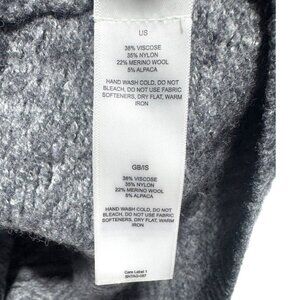 US
38% VISCOSE
35% NYLON
22% MERINO WOOL
5% ALPACA
HAND WASH COLD, DO NOT
BLEACH, DO NOT USE FABRIC
SOFTENERS, DRY FLAT, WARM
IRON
GB/IS
38% VISCOSE
35% NYLON
22% MERINO WOOL
5% ALPACA
HAND WASH COLD, DO NOT
BLEACH, DO NOT USE FABRIC
SOFTENERS, DRY FLAT, WARM
IRON
Care Label 1